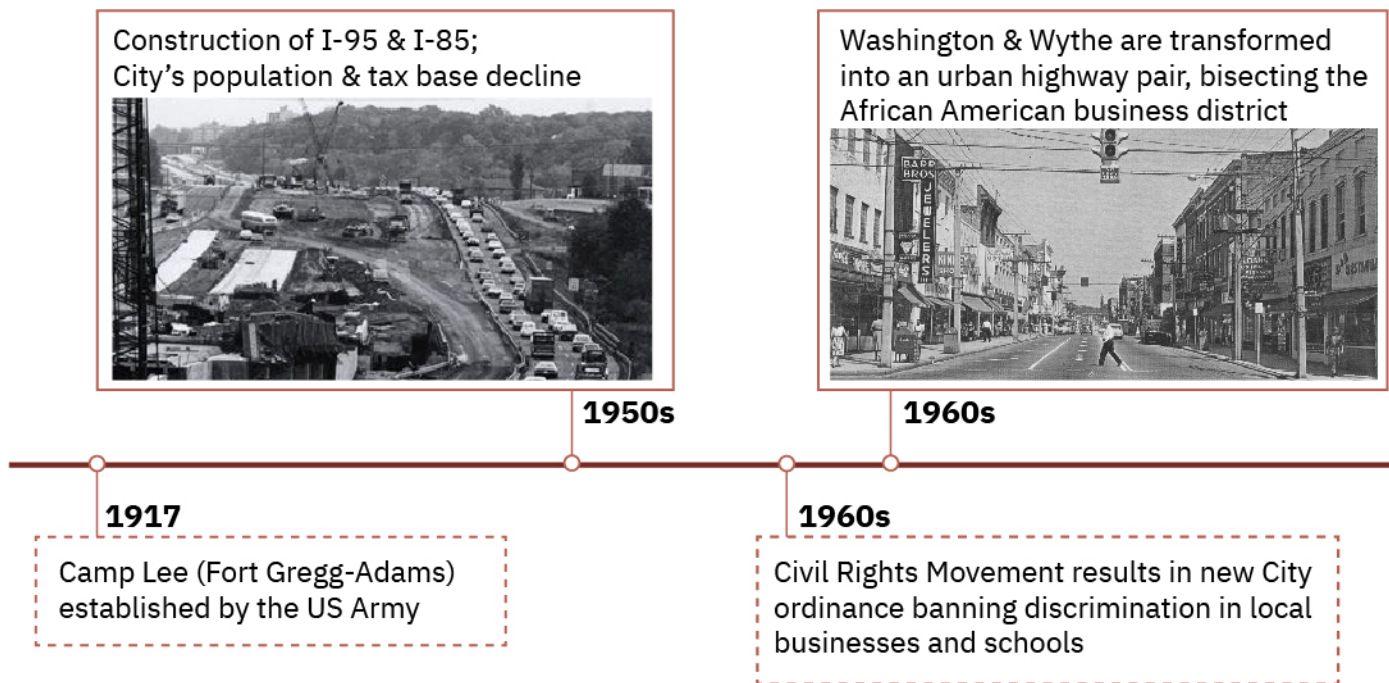 Construction of I-95 & I-85;
City's population & tax base decline
Washington & Wythe are transformed
into an urban highway pair, bisecting the
African American business district
BARR
BROS
JEWELERS
LOANS
1950s
1960s
1917
1960s
Camp Lee (Fort Gregg-Adams)
established by the US Army
Civil Rights Movement results in new City
ordinance banning discrimination in local
businesses and schools